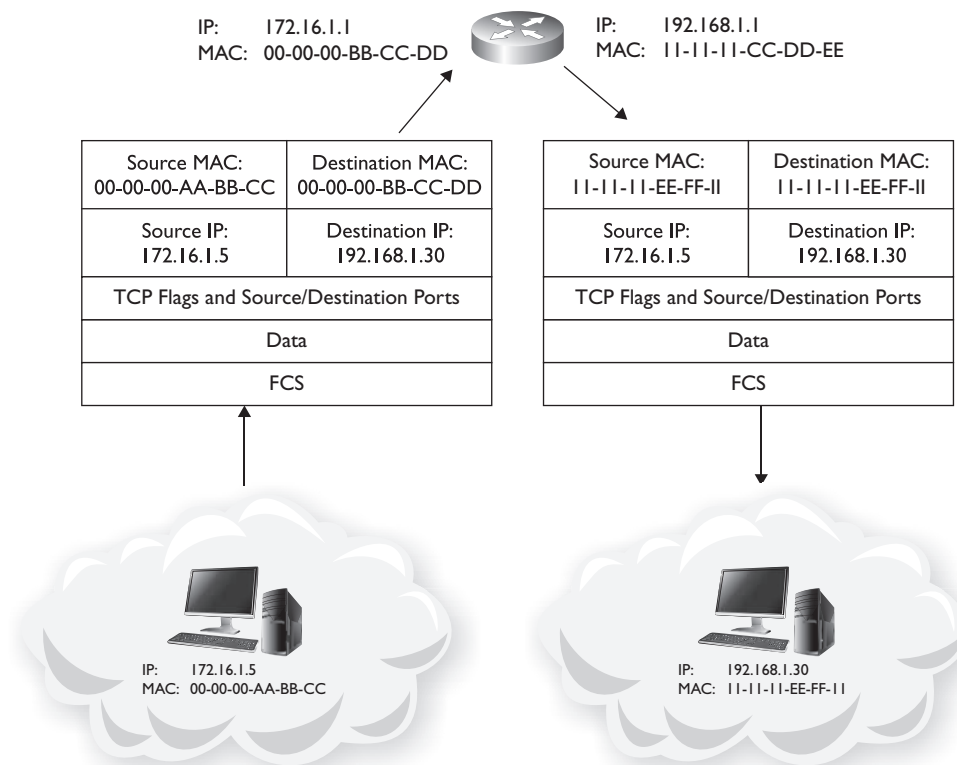 IP: 172.16.1.1
MAC: 00-00-00-BB-CC-DD
IP: 192.168.1.1
MAC: 11-11-11-CC-DD-EE
Source MAC:
00-00-00-AA-BB-CC
Destination MAC:
00-00-00-BB-CC-DD
Source IP:
172.16.1.5
Destination IP:
192.168.1.30
TCP Flags and Source/Destination Ports
Data
FCS
Source MAC:
11-11-11-EE-FF-II
Destination MAC:
11-11-11-EE-FF-II
Source IP:
172.16.1.5
Destination IP:
192.168.1.30
TCP Flags and Source/Destination Ports
Data
FCS
IP: 172.16.1.5
MAC: 00-00-00-AA-BB-CC
IP: 192.168.1.30
MAC: 11-11-11-EE-FF-11